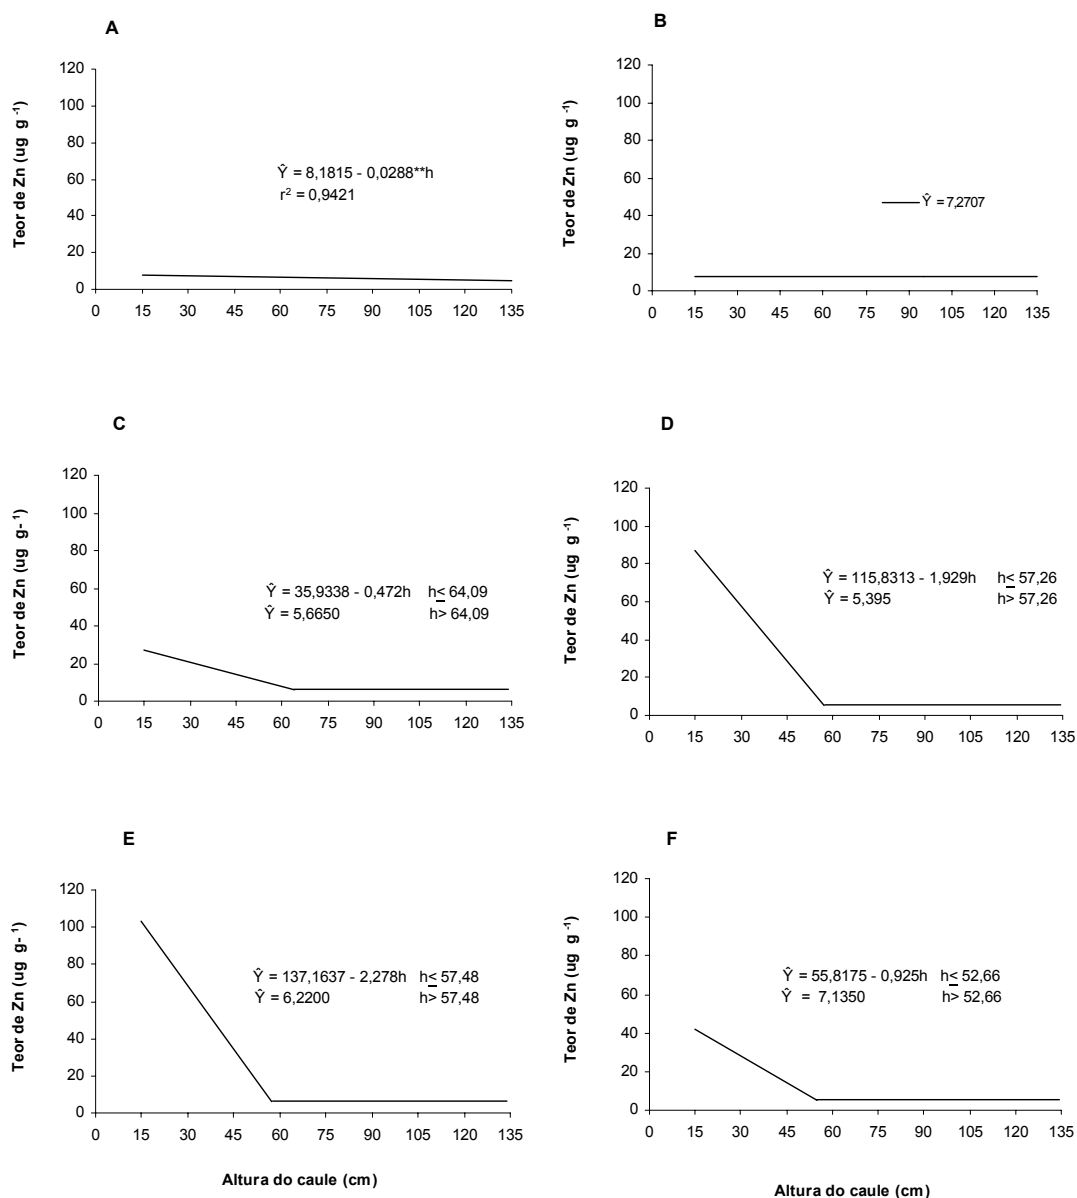 A
Teor de Zn (ug g-1)
120
100
80
60
40
20
0
Ŷ = 8,1815 - 0,0288**h
r² = 0,9421
0 15 30 45 60 75 90 105 120 135
B
Teor de Zn (ug g-1)
120
100
80
60
40
20
0
Ŷ = 7,2707
0 15 30 45 60 75 90 105 120 135
C
Teor de Zn (ug g-1)
120
100
80
60
40
20
0
Ŷ = 35,9338 - 0,472h h≤ 64,09
Ŷ = 5,6650 h> 64,09
0 15 30 45 60 75 90 105 120 135
D
Teor de Zn (ug g-1)
120
100
80
60
40
20
0
Ŷ = 115,8313 - 1,929h h≤ 57,26
Ŷ = 5,395 h> 57,26
0 15 30 45 60 75 90 105 120 135
E
Teor de Zn (ug g-1)
120
100
80
60
40
20
0
Ŷ = 137,1637 - 2,278h h≤ 57,48
Ŷ = 6,2200 h> 57,48
0 15 30 45 60 75 90 105 120 135
Altura do caule (cm)
F
Teor de Zn (ug g-1)
120
100
80
60
40
20
0
Ŷ = 55,8175 - 0,925h h≤ 52,66
Ŷ = 7,1350 h> 52,66
0 15 30 45 60 75 90 105 120 135
Altura do caule (cm)